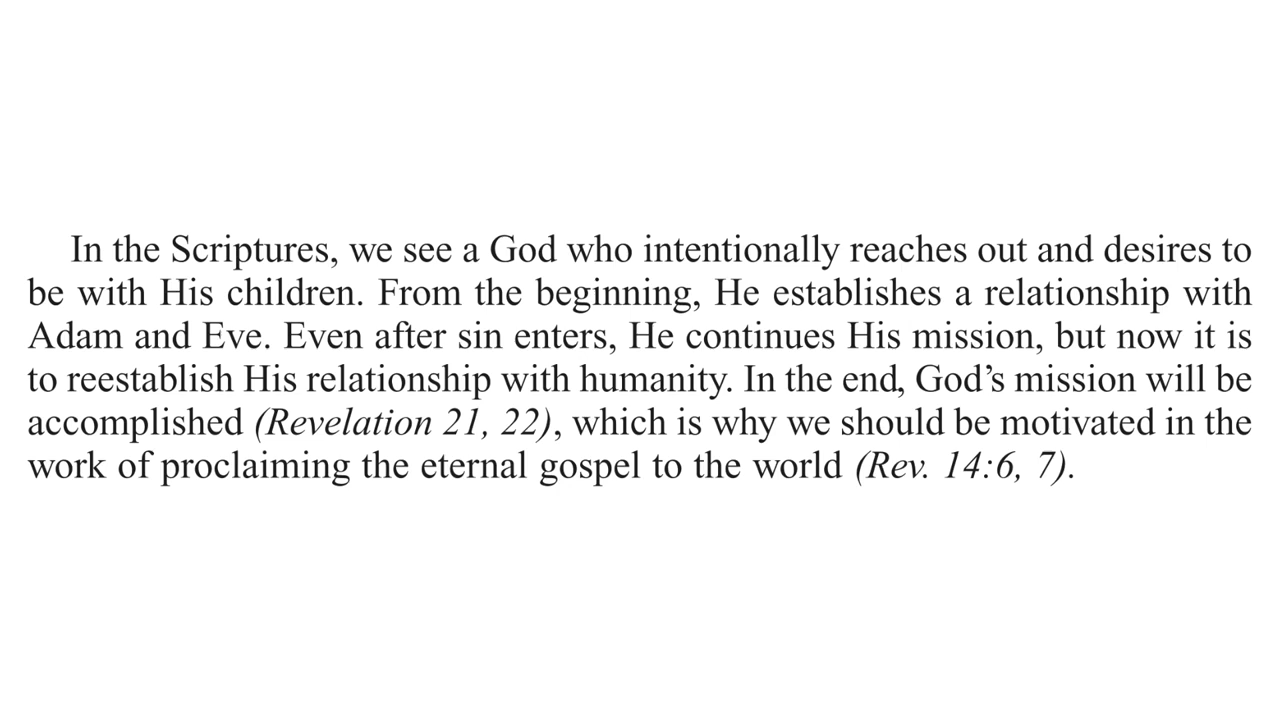 In the Scriptures, we see a God who intentionally reaches out and desires to
be with His children. From the beginning, He establishes a relationship with
Adam and Eve. Even after sin enters, He continues His mission, but now it is
to reestablish His relationship with humanity. In the end, God’s mission will be
accomplished (Revelation 21, 22), which is why we should be motivated in the
work of proclaiming the eternal gospel to the world (Rev. 14:6, 7).